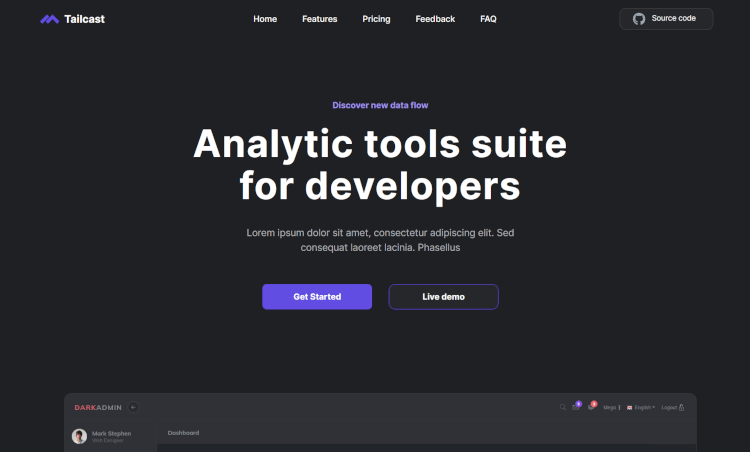 Tailcast
Home Features Pricing Feedback FAQ
Source code
Discover new data flow
Analytic tools suite
for developers
Lorem ipsum dolor sit amet, consectetur adipiscing elit. Sed
consequat laoreet lacinia. Phasellus
Get Started
Live demo
DARKADMIN
Mega
English
Logout
Mark Stephen
Web Designer
Dashboard